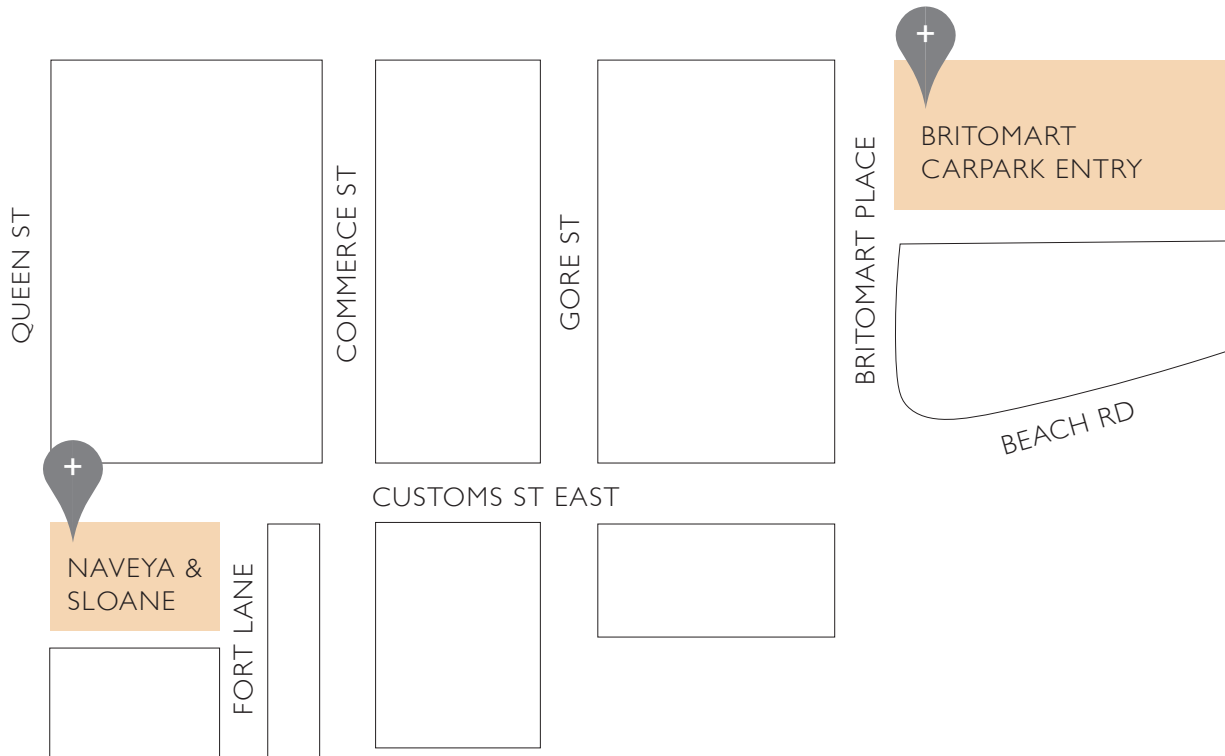 BRITOMART
CARPARK ENTRY
QUEEN ST
COMMERCE ST
GORE ST
BRITOMART PLACE
BEACH RD
CUSTOMS ST EAST
NAVEYA &
SLOANE
FORT LANE